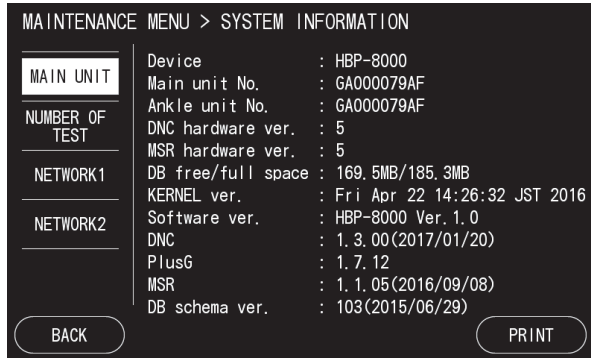 MAINTENANCE MENU > SYSTEM INFORMATION
MAIN UNIT
NUMBER OF
TEST
NETWORK1
NETWORK2
Device : HBP-8000
Main unit No. : GA000079AF
Ankle unit No. : GA000079AF
DNC hardware ver. : 5
MSR hardware ver. : 5
DB free/full space : 169.5MB/185.3MB
KERNEL ver. : Fri Apr 22 14:26:32 JST 2016
Software ver. : HBP-8000 Ver.1.0
DNC : 1.3.00(2017/01/20)
PlusG : 1.7.12
MSR : 1.1.05(2016/09/08)
DB schema ver. : 103(2015/06/29)
BACK
PRINT